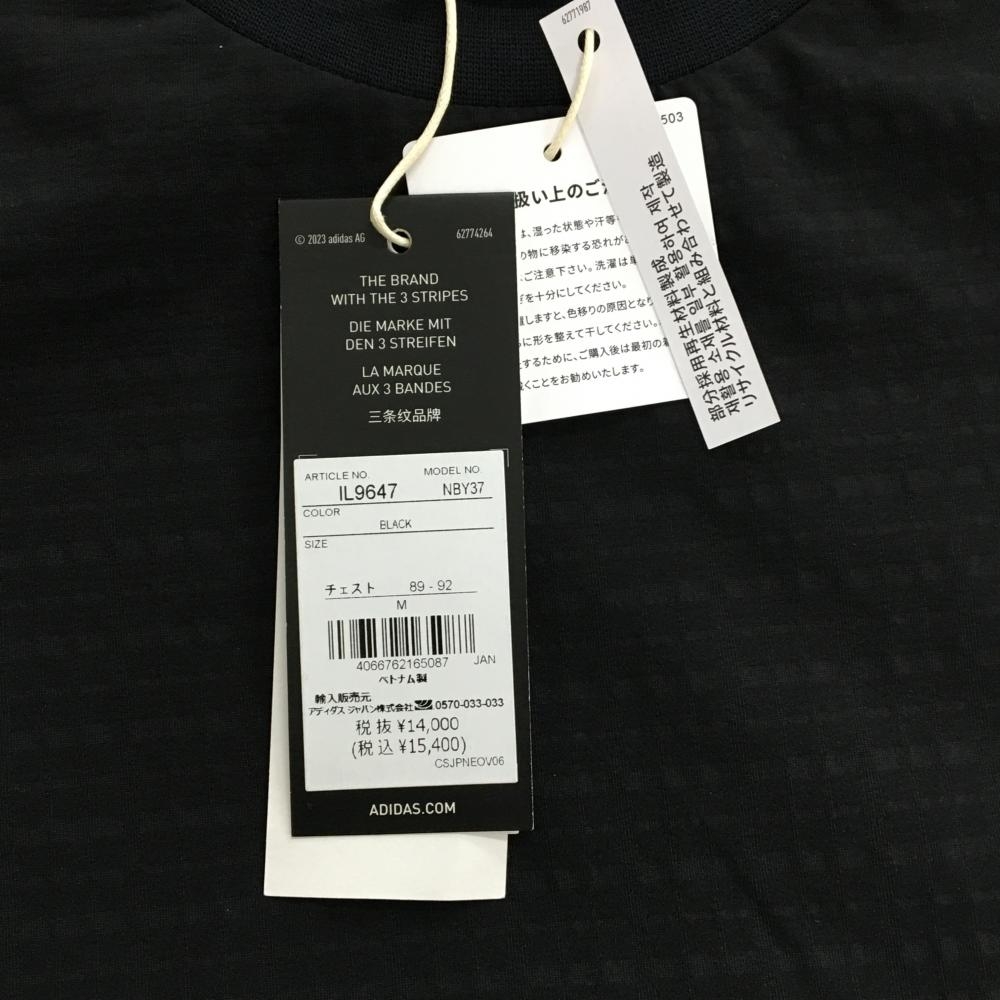 © 2023 adidas AG
62774264
THE BRAND
WITH THE 3 STRIPES
DIE MARKE MIT
DEN 3 STREIFEN
LA MARQUE
AUX 3 BANDES
三条纹品牌
ARTICLE NO.
MODEL NO.
IL9647
NBY37
COLOR
BLACK
SIZE
チェスト 89 - 92
M
4066762165087 JAN
ベトナム製
輸入販売元
アディダス ジャパン株式会社 0570-033-033
税抜 ¥14,000
(税込 ¥15,400)
CSJPNEOV06
ADIDAS.COM
503
扱い上のご
は、湿った状態や汗等
の物に移染する恐れが
ご注意下さい。洗濯は単
ぎを十分にしてください。
しますと、色移りの原因となり
に形を整えて干してください。
するために、ご購入後は最初の着
くことをお勧めいたします。
62771987
部分採用再生材料製成
재활용 소재를 일부 활용하여 제작
リサイクル材料と組み合わせて製造